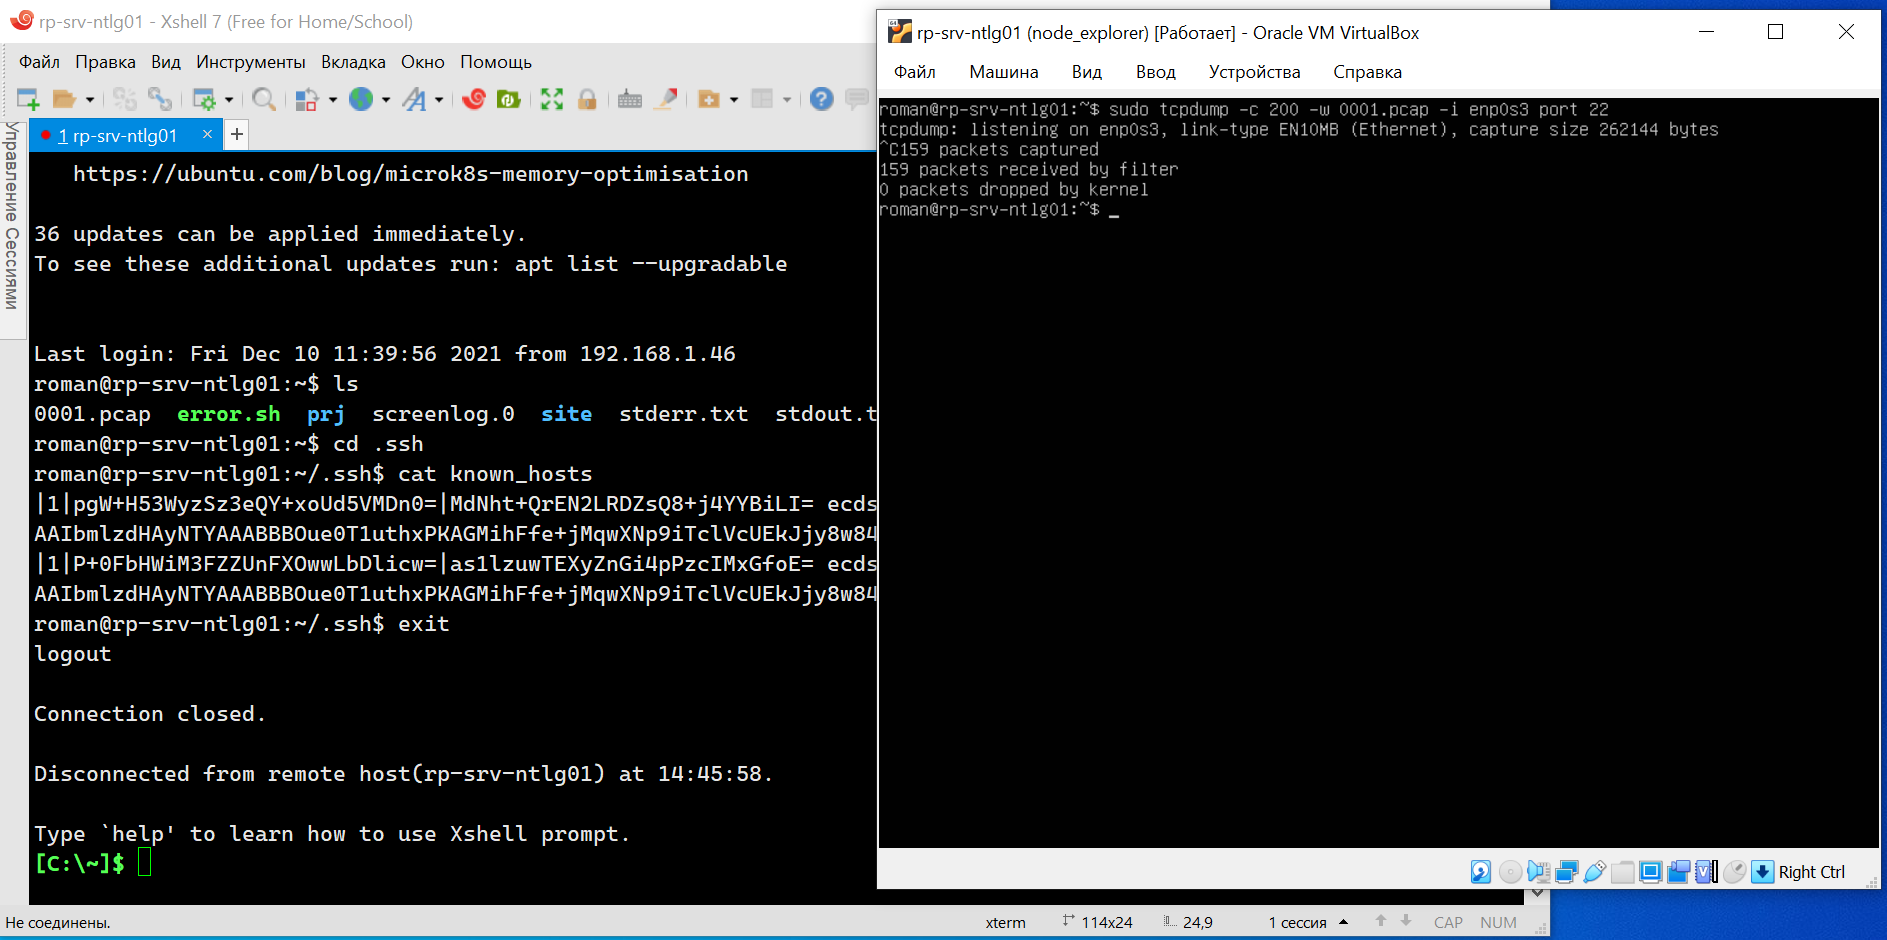 rp-srv-ntlg01 - Xshell 7 (Free for Home/School)
Файл Правка Вид Инструменты Вкладка Окно Помощь
Управление Сессиями
1 rp-srv-ntlg01 × +
https://ubuntu.com/blog/microk8s-memory-optimisation
36 updates can be applied immediately.
To see these additional updates run: apt list --upgradable
Last login: Fri Dec 10 11:39:56 2021 from 192.168.1.46
roman@rp-srv-ntlg01:~$ ls
0001.pcap error.sh prj screenlog.0 site stderr.txt stdout.t
roman@rp-srv-ntlg01:~$ cd .ssh
roman@rp-srv-ntlg01:~/.ssh$ cat known_hosts
|1|pgW+H53WyzSz3eQY+xoUd5VMDn0=|MdNht+QrEN2LRDZsQ8+j4YYBiLI= ecds
AAIbmlzdHAyNTYAAABBBOue0T1uthxPKAGMihFfe+jMqwXNp9iTclVcUEkJjy8w84
|1|P+0FbHWiM3FZZUnFXOwwLbDlicw=|as1lzuwTEXyZnGi4pPzcIMxGfoE= ecds
AAIbmlzdHAyNTYAAABBBOue0T1uthxPKAGMihFfe+jMqwXNp9iTclVcUEkJjy8w84
roman@rp-srv-ntlg01:~/.ssh$ exit
logout
Connection closed.
Disconnected from remote host(rp-srv-ntlg01) at 14:45:58.
Type `help' to learn how to use Xshell prompt.
[C:\~]$
Не соединены. xterm 114x24 24,9 1 сессия CAP NUM
rp-srv-ntlg01 (node_explorer) [Работает] - Oracle VM VirtualBox
Файл Машина Вид Ввод Устройства Справка
roman@rp-srv-ntlg01:~$ sudo tcpdump -c 200 -w 0001.pcap -i enp0s3 port 22
tcpdump: listening on enp0s3, link-type EN10MB (Ethernet), capture size 262144 bytes
^C159 packets captured
159 packets received by filter
0 packets dropped by kernel
roman@rp-srv-ntlg01:~$ _
Right Ctrl